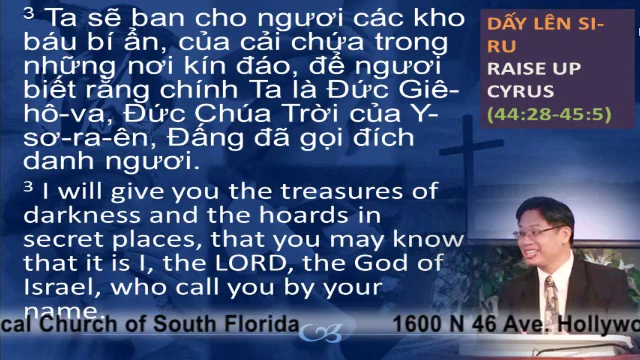 ³ Ta sẽ ban cho ngươi các kho
báu bí ẩn, của cải chứa trong
những nơi kín đáo, để ngươi
biết rằng chính Ta là Đức Giê-
hô-va, Đức Chúa Trời của Y-
sơ-ra-ên, Đấng đã gọi đích
danh ngươi.
³ I will give you the treasures of
darkness and the hoards in
secret places, that you may know
that it is I, the LORD, the God of
Israel, who call you by your
name.
DẤY LÊN SI-
RU
RAISE UP
CYRUS
(44:28-45:5)
cal Church of South Florida
1600 N 46 Ave. Hollywo